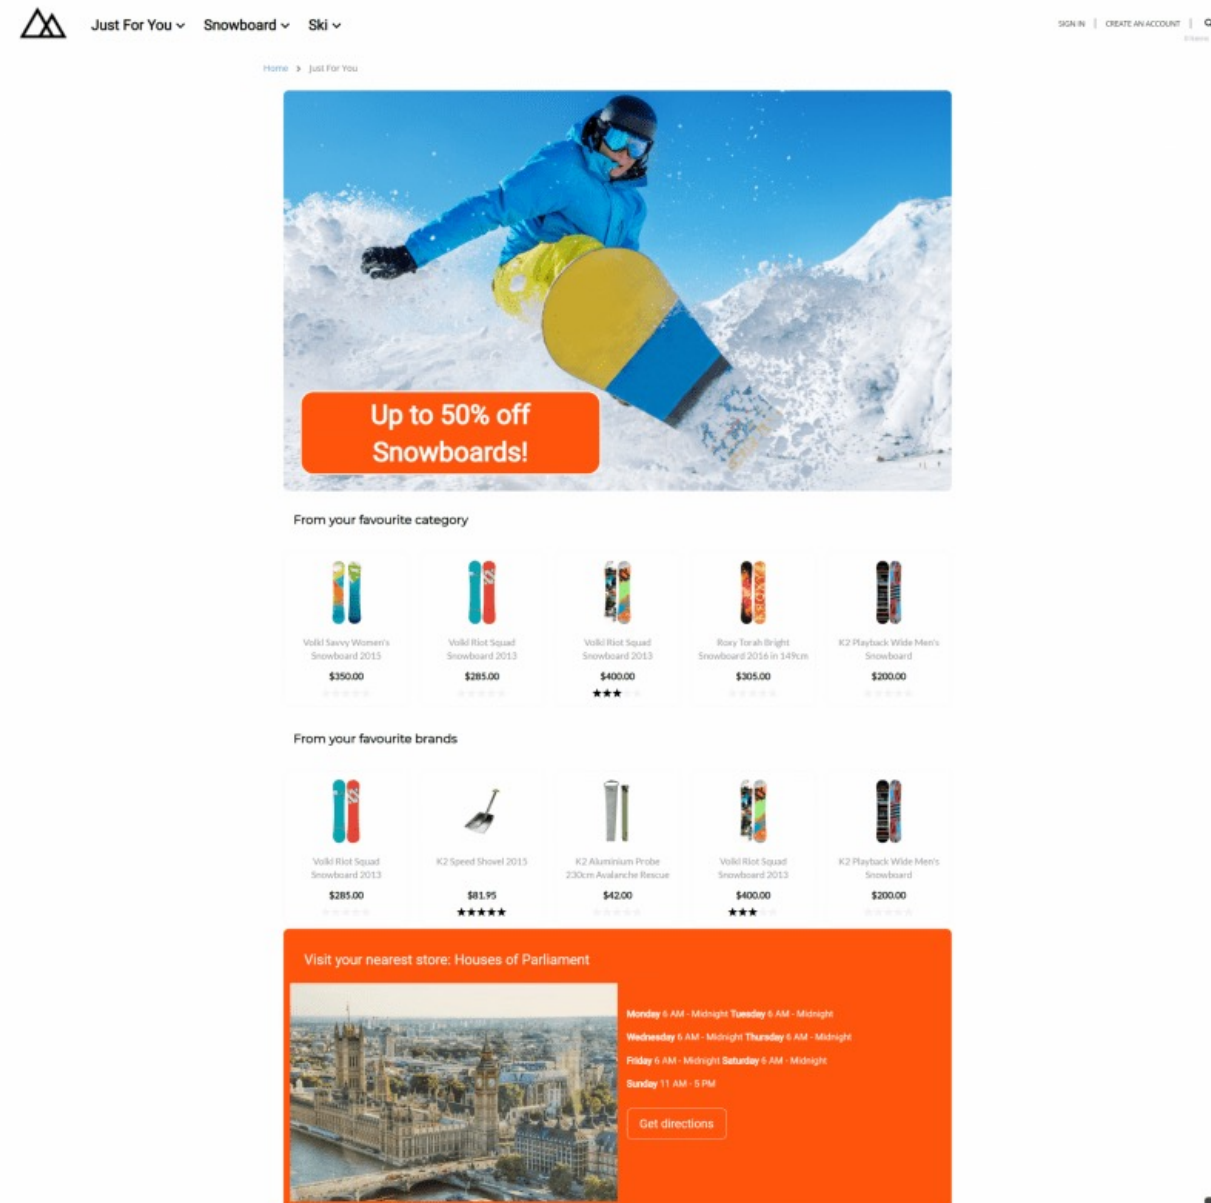 Just For You
Snowboard
Ski
SIGN IN
CREATE AN ACCOUNT
Home > Just For You
Up to 50% off
Snowboards!
From your favourite category
Volkl Savvy Women's
Snowboard 2015
$350.00
Volkl Riot Squad
Snowboard 2013
$285.00
Volkl Riot Squad
Snowboard 2013
$400.00
Roxy Torah Bright
Snowboard 2016 in 149cm
$305.00
K2 Playback Wide Men's
Snowboard
$200.00
From your favourite brands
Volkl Riot Squad
Snowboard 2013
$285.00
K2 Speed Shovel 2015
$81.95
K2 Aluminium Probe
230cm Avalanche Rescue
$42.00
Volkl Riot Squad
Snowboard 2013
$400.00
K2 Playback Wide Men's
Snowboard
$200.00
Visit your nearest store: Houses of Parliament
Monday 6 AM - Midnight Tuesday 6 AM - Midnight
Wednesday 6 AM - Midnight Thursday 6 AM - Midnight
Friday 6 AM - Midnight Saturday 6 AM - Midnight
Sunday 11 AM - 5 PM
Get directions